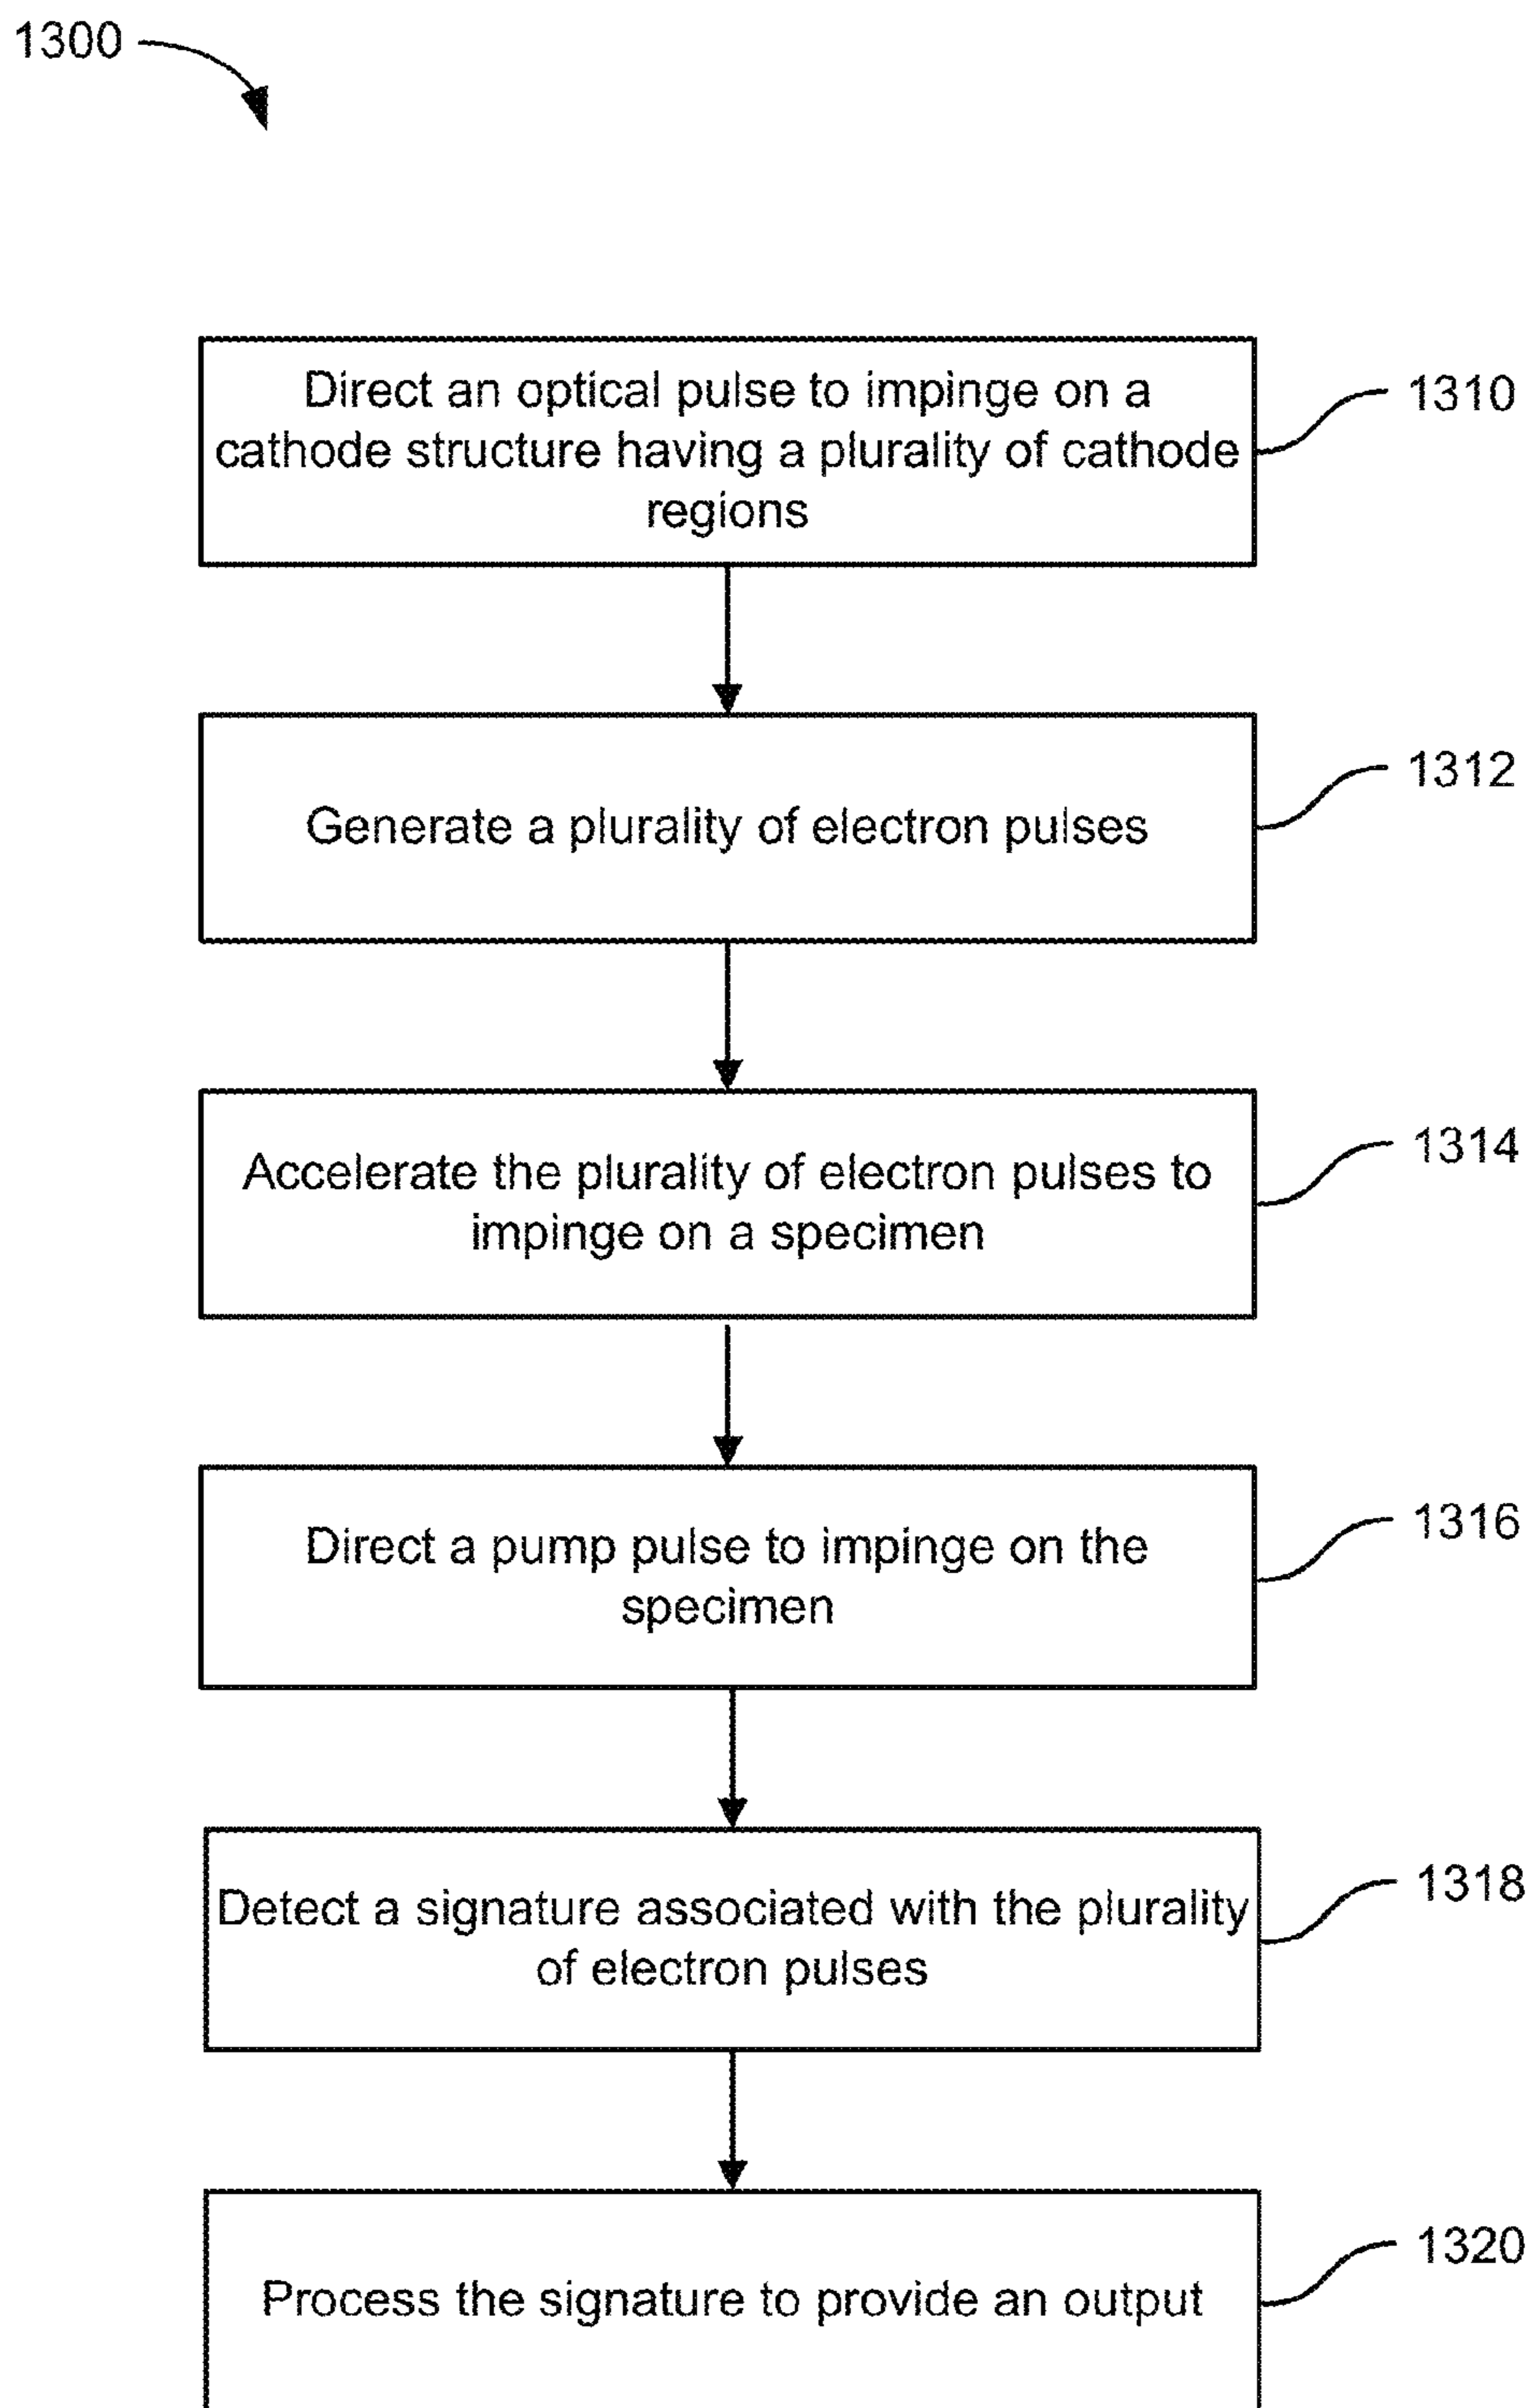 1300
Direct an optical pulse to impinge on a
cathode structure having a plurality of cathode
regions
1310
Generate a plurality of electron pulses
1312
Accelerate the plurality of electron pulses to
impinge on a specimen
1314
Direct a pump pulse to impinge on the
specimen
1316
Detect a signature associated with the plurality
of electron pulses
1318
Process the signature to provide an output
1320